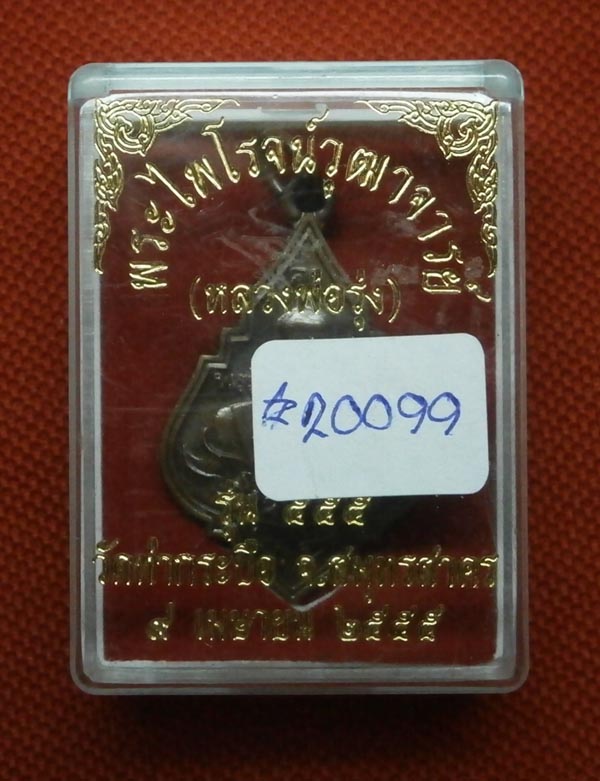 พระไพโรจน์วุฒาจารย์
(หลวงพ่อรุ่ง)
20099
รุ่น ๕๕๕
วัดท่ากระบือ จ.สมุทรสาคร
๙ เมษายน ๒๕๕๕